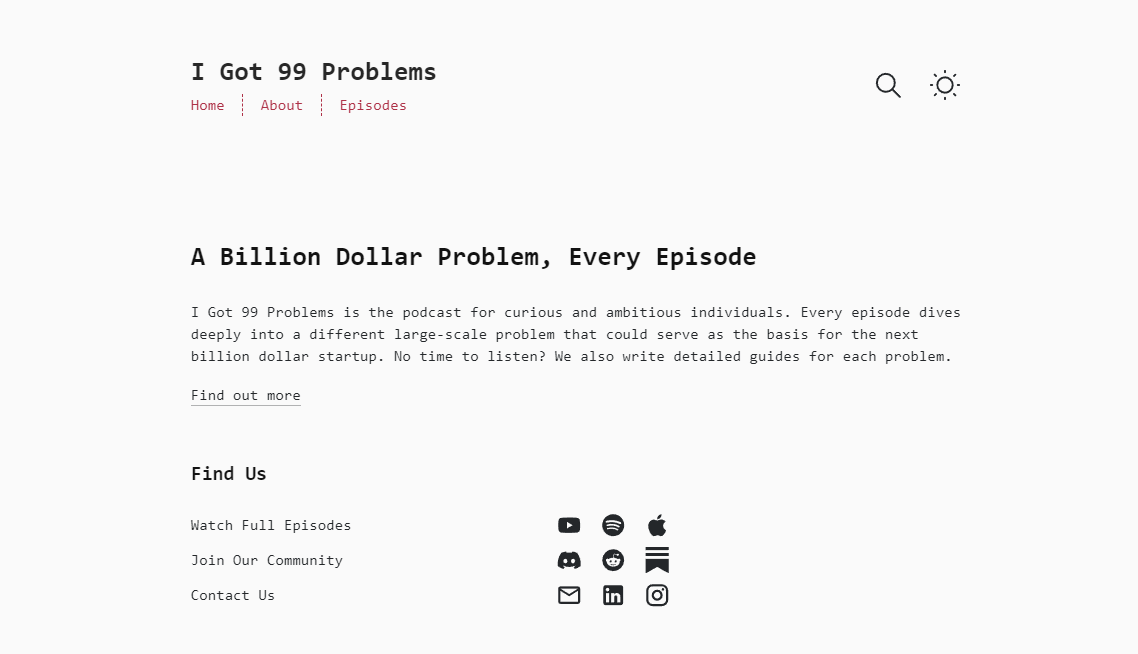 I Got 99 Problems
Home
About
Episodes
A Billion Dollar Problem, Every Episode
I Got 99 Problems is the podcast for curious and ambitious individuals. Every episode dives
deeply into a different large-scale problem that could serve as the basis for the next
billion dollar startup. No time to listen? We also write detailed guides for each problem.
Find out more
Find Us
Watch Full Episodes
Join Our Community
Contact Us